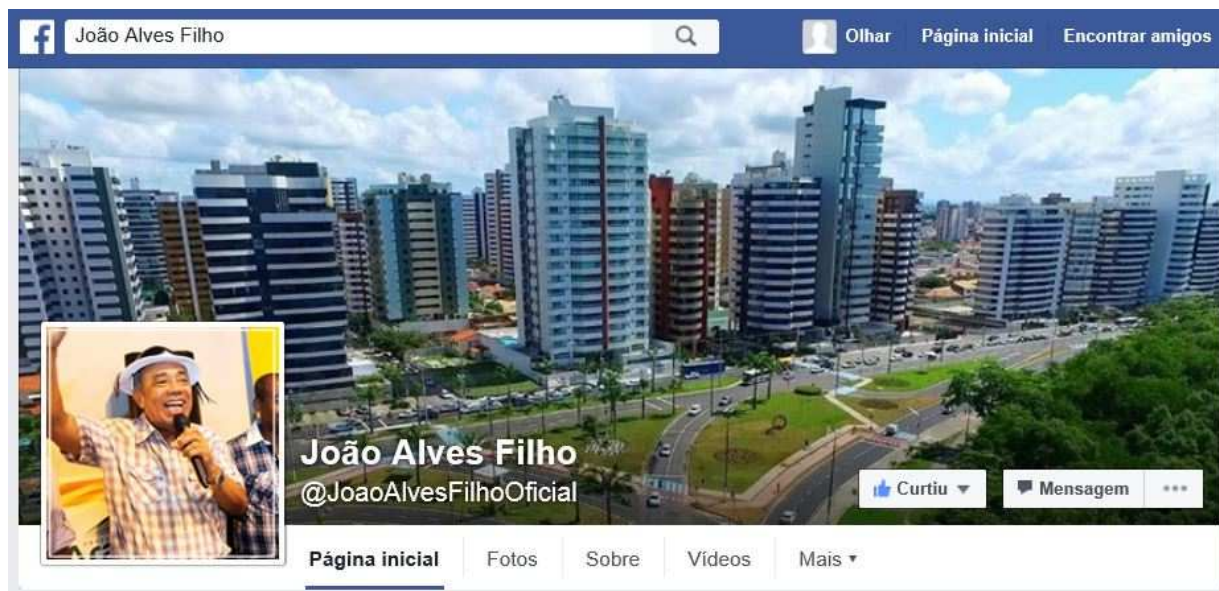 João Alves Filho
Olhar
Página inicial
Encontrar amigos
João Alves Filho
@JoaoAlvesFilhoOficial
Curtiu
Mensagem
Página inicial
Fotos
Sobre
Vídeos
Mais